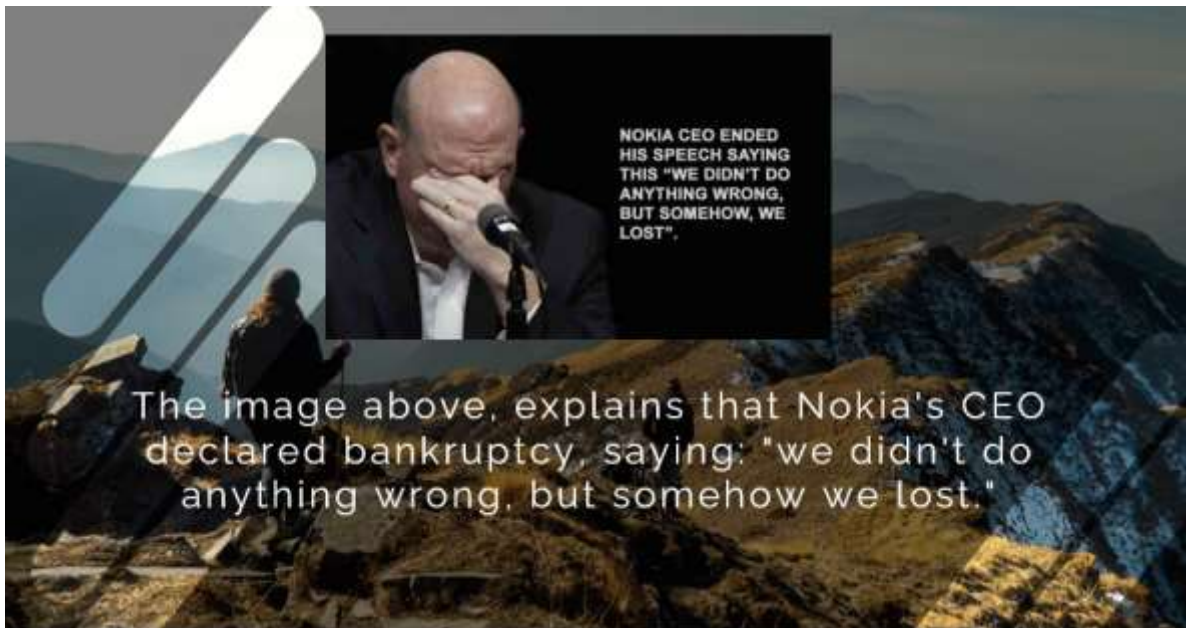 NOKIA CEO ENDED
HIS SPEECH SAYING
THIS "WE DIDN'T DO
ANYTHING WRONG,
BUT SOMEHOW, WE
LOST".
The image above, explains that Nokia's CEO
declared bankruptcy, saying: "we didn't do
anything wrong, but somehow we lost."